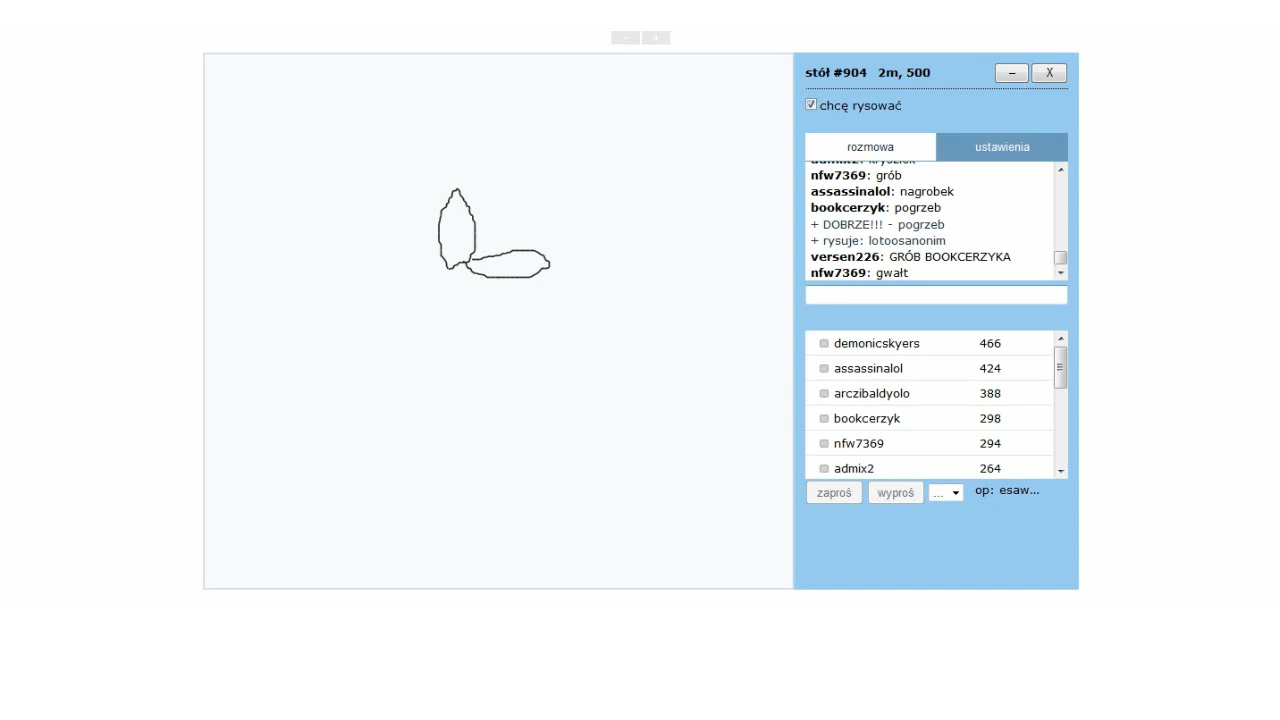 stół #904 2m, 500
– X
chcę rysować
rozmowa ustawienia
admix2: krysztek
nfw7369: grób
assassinalol: nagrobek
bookcerzyk: pogrzeb
+ DOBRZE!!! - pogrzeb
+ rysuje: lotoosanonim
versen226: GRÓB BOOKCERZYKA
nfw7369: gwałt
demonicskyers 466
assassinalol 424
arczibaldyolo 388
bookcerzyk 298
nfw7369 294
admix2 264
zaproś wyproś ... op: esaw...